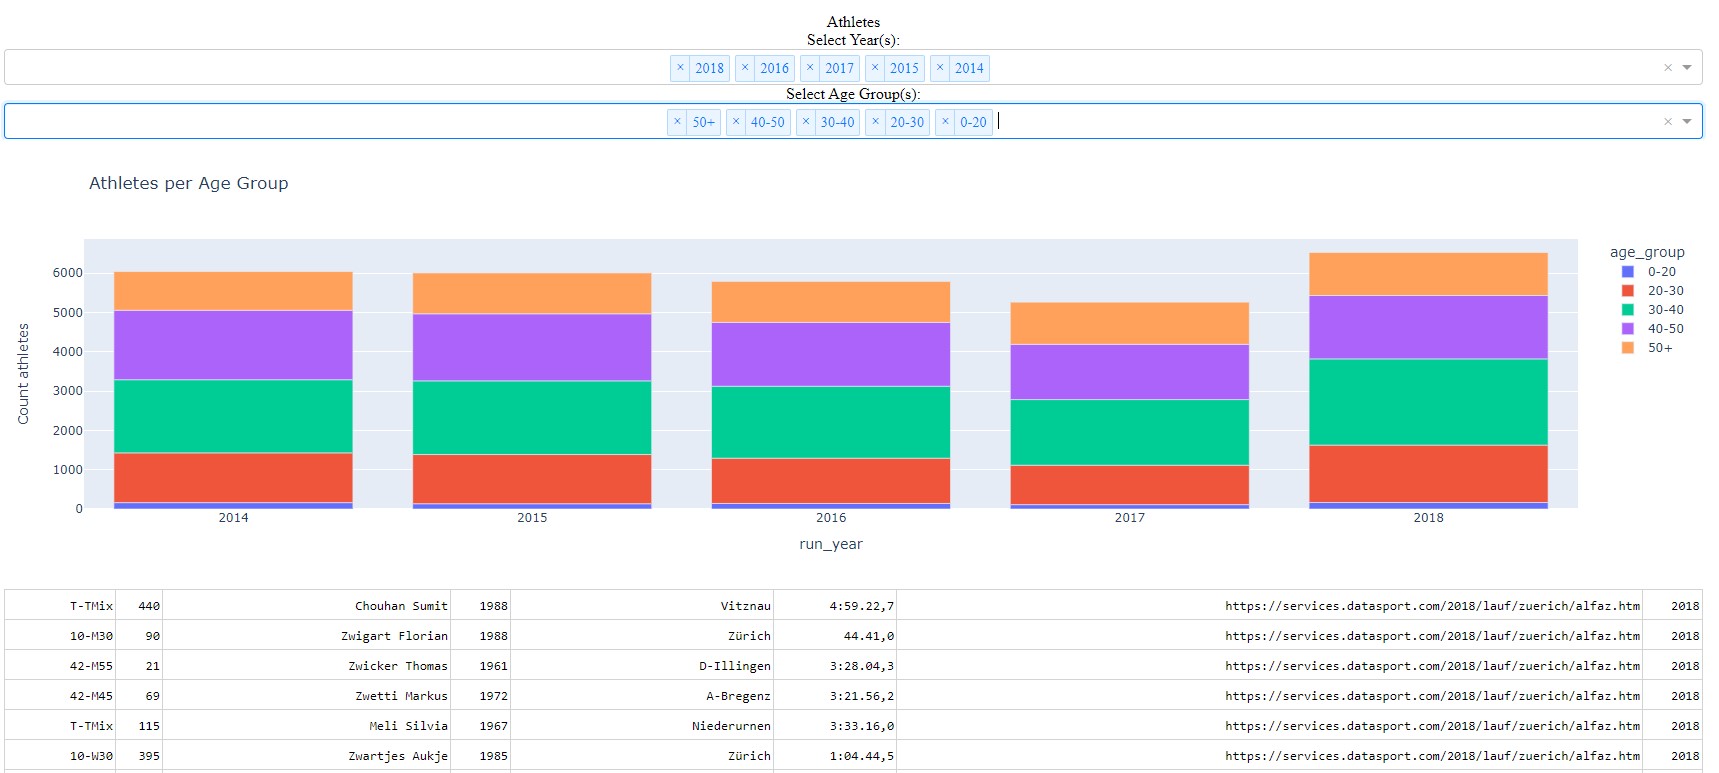 Athletes
Select Year(s):
× 2018 × 2016 × 2017 × 2015 × 2014 ×
Select Age Group(s):
× 50+ × 40-50 × 30-40 × 20-30 × 0-20 ×
Athletes per Age Group
age_group
0-20
20-30
30-40
40-50
50+
Count athletes
6000
5000
4000
3000
2000
1000
0
2014 2015 2016 2017 2018
run_year
T-TMix 440 Chouhan Sumit 1988 Vitznau 4:59.22,7 https://services.datasport.com/2018/lauf/zuerich/alfaz.htm 2018
10-M30 90 Zwigart Florian 1988 Zürich 44.41,0 https://services.datasport.com/2018/lauf/zuerich/alfaz.htm 2018
42-M55 21 Zwicker Thomas 1961 D-Illingen 3:28.04,3 https://services.datasport.com/2018/lauf/zuerich/alfaz.htm 2018
42-M45 69 Zwetti Markus 1972 A-Bregenz 3:21.56,2 https://services.datasport.com/2018/lauf/zuerich/alfaz.htm 2018
T-TMix 115 Meli Silvia 1967 Niederurnen 3:33.16,0 https://services.datasport.com/2018/lauf/zuerich/alfaz.htm 2018
10-W30 395 Zwartjes Aukje 1985 Zürich 1:04.44,5 https://services.datasport.com/2018/lauf/zuerich/alfaz.htm 2018